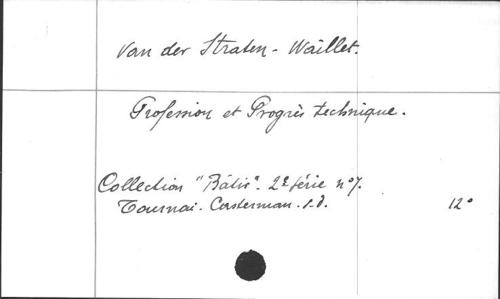 Van der Straten-Waillet.
Profession et Progrès technique.
Collection "Bâtir". 2e série n°7.
Tournai. Casterman. s.d. 12°